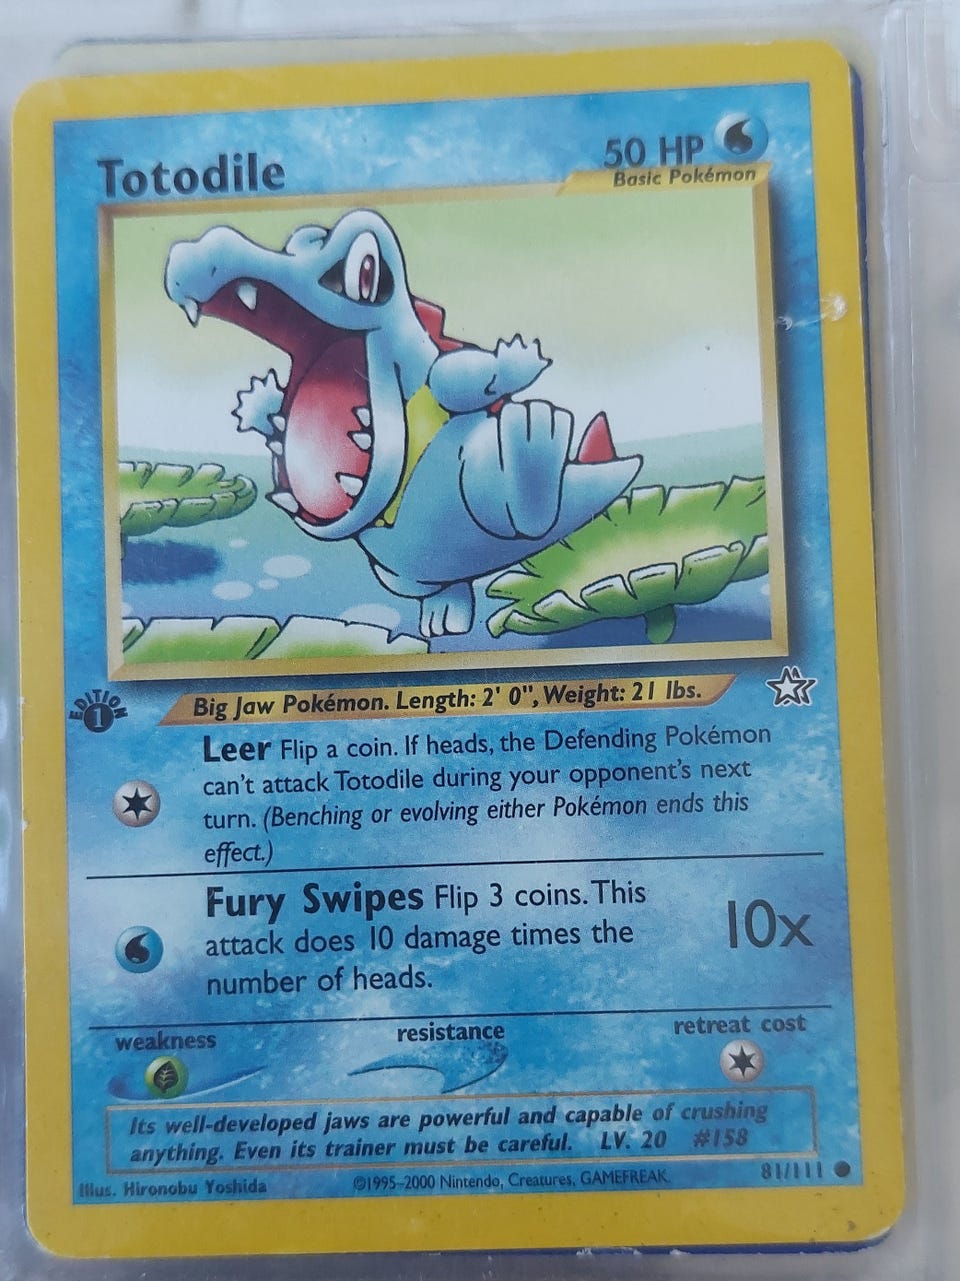 Totodile
50 HP
Basic Pokémon
EDITION
1
Big Jaw Pokémon. Length: 2' 0", Weight: 21 lbs.
Leer Flip a coin. If heads, the Defending Pokémon
can't attack Totodile during your opponent's next
turn. (Benching or evolving either Pokémon ends this
effect.)
Fury Swipes Flip 3 coins. This
attack does 10 damage times the
number of heads.
10x
weakness
resistance
retreat cost
Its well-developed jaws are powerful and capable of crushing
anything. Even its trainer must be careful. LV. 20 #158
Illus. Hironobu Yoshida
©1995-2000 Nintendo, Creatures, GAMEFREAK.
81/111